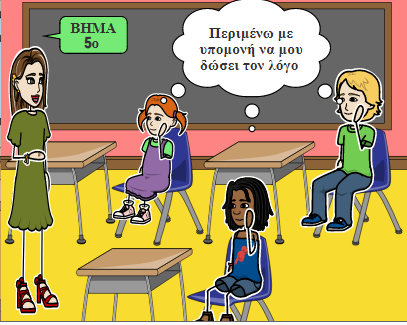 ΒΗΜΑ
5ο
Περιμένω με
υπομονή να μου
δώσει τον λόγο